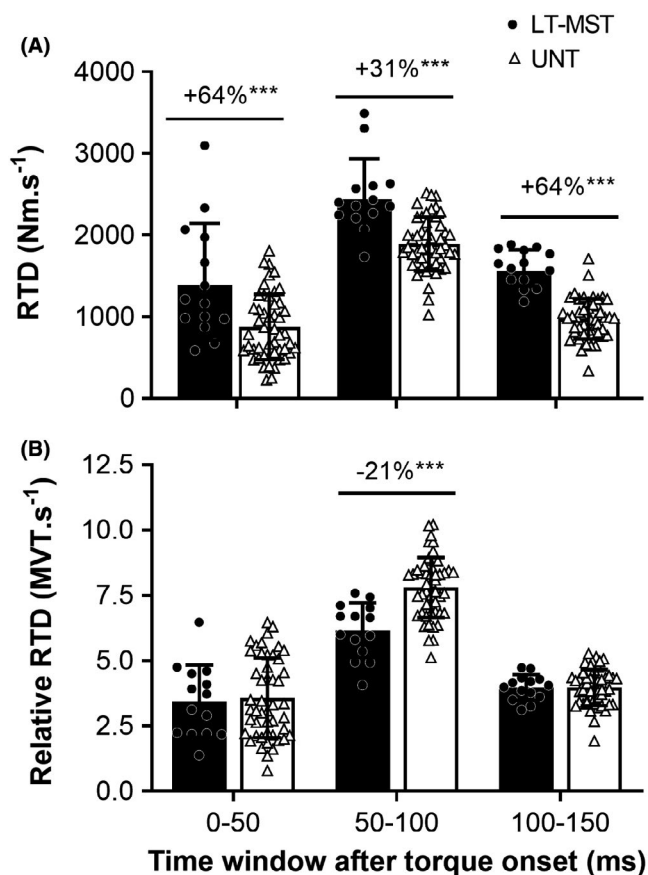 ● LT-MST
△ UNT
(A)
+64%***
+31%***
+64%***
4000
3000
2000
1000
0
RTD (Nm.s⁻¹)
(B)
-21%***
12.5
10.0
7.5
5.0
2.5
0.0
Relative RTD (MVT.s⁻¹)
0-50
50-100
100-150
Time window after torque onset (ms)